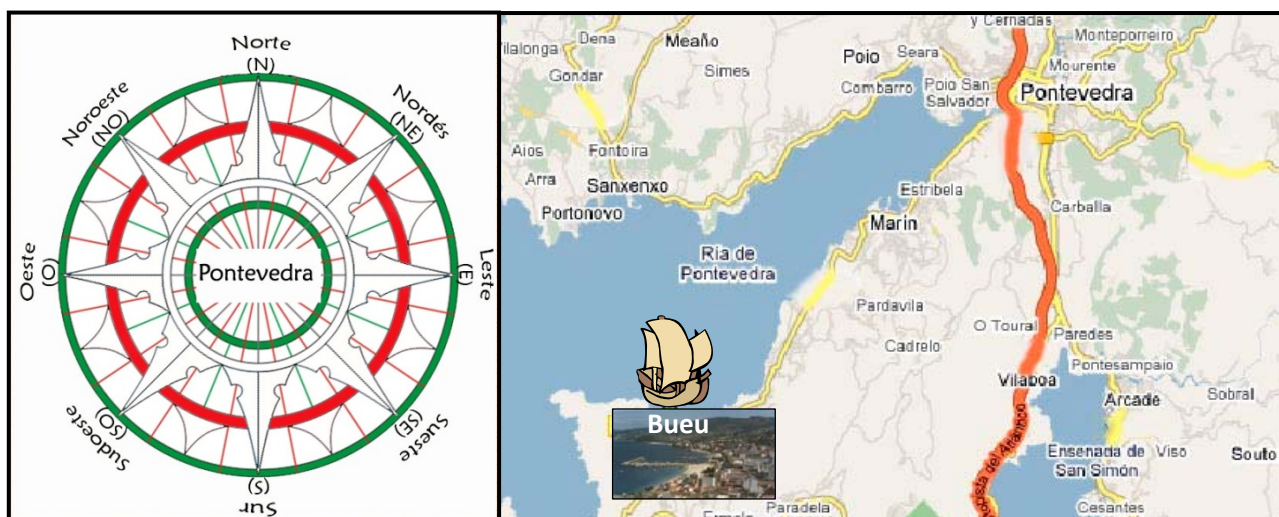 Norte
(N)
Nordés
(NE)
Leste
(E)
Sueste
(SE)
Sur
(S)
Sudoeste
(SO)
Oeste
(O)
Noroeste
(NO)
Pontevedra
y Cernadas
Dena
Meaño
Poio
Seara
Monteporreiro
Vilalonga
Gondar
Simes
Combarro
Poio San
Salvador
Mourente
Pontevedra
Aios
Fontoira
Arra
Sanxenxo
Portonovo
Estribela
Marín
Carballa
Ría de
Pontevedra
Pardavila
O Toural
Paredes
Cadrelo
Pontesampaio
Vilaboa
Arcade
Sobral
Bueu
Ensenada de
San Simón
Viso
Souto
Paradela
Cesantes